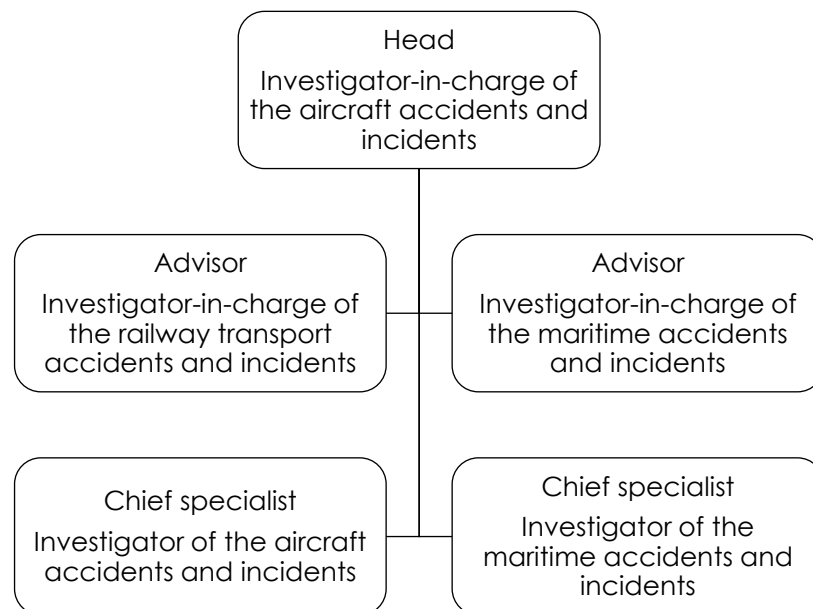 Head
Investigator-in-charge of
the aircraft accidents and
incidents
Advisor
Investigator-in-charge of
the railway transport
accidents and incidents
Advisor
Investigator-in-charge of
the maritime accidents
and incidents
Chief specialist
Investigator of the aircraft
accidents and incidents
Chief specialist
Investigator of the
maritime accidents and
incidents